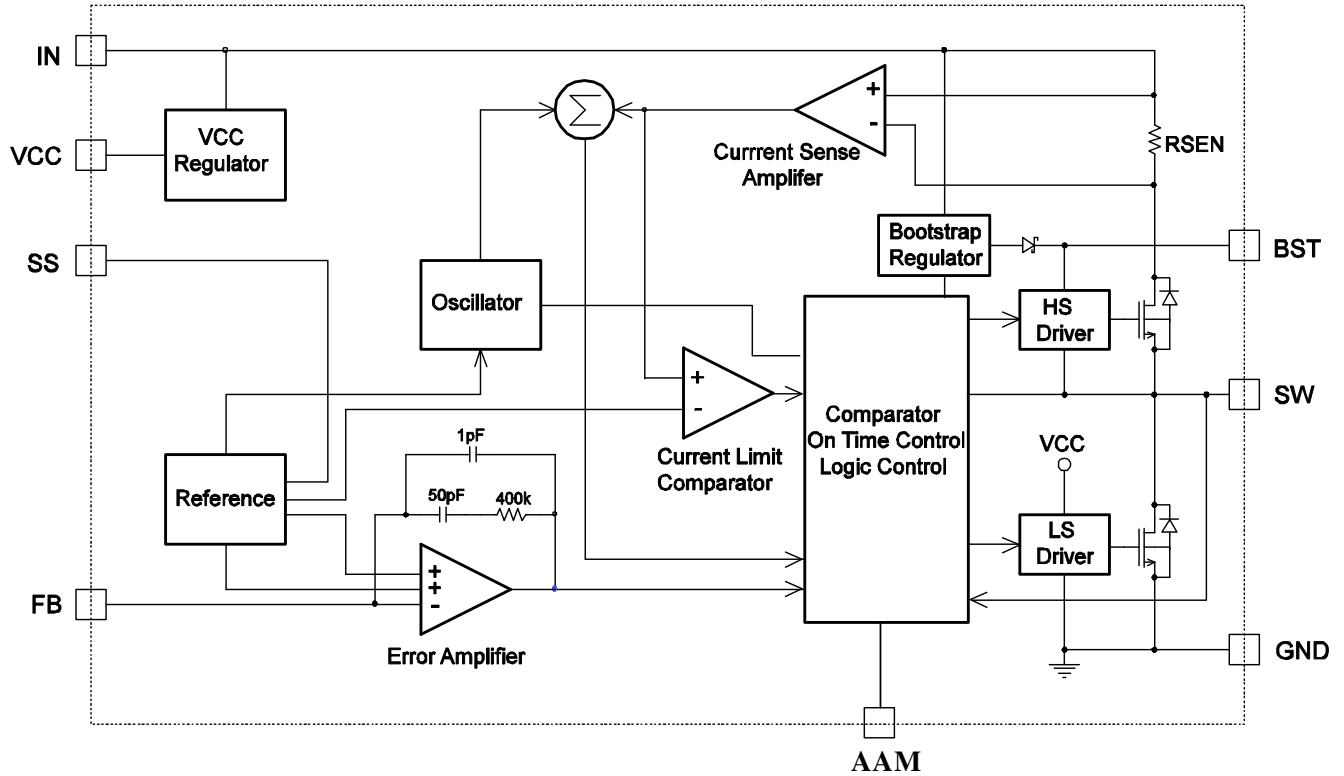 IN
VCC
Regulator
VCC
SS
Σ
+
-
Currrent Sense
Amplifer
RSEN
Bootstrap
Regulator
BST
Oscillator
HS
Driver
+
-
SW
Comparator
On Time Control
Logic Control
Current Limit
Comparator
VCC
1pF
50pF
400k
Reference
LS
Driver
+
+
-
FB
Error Amplifier
GND
AAM